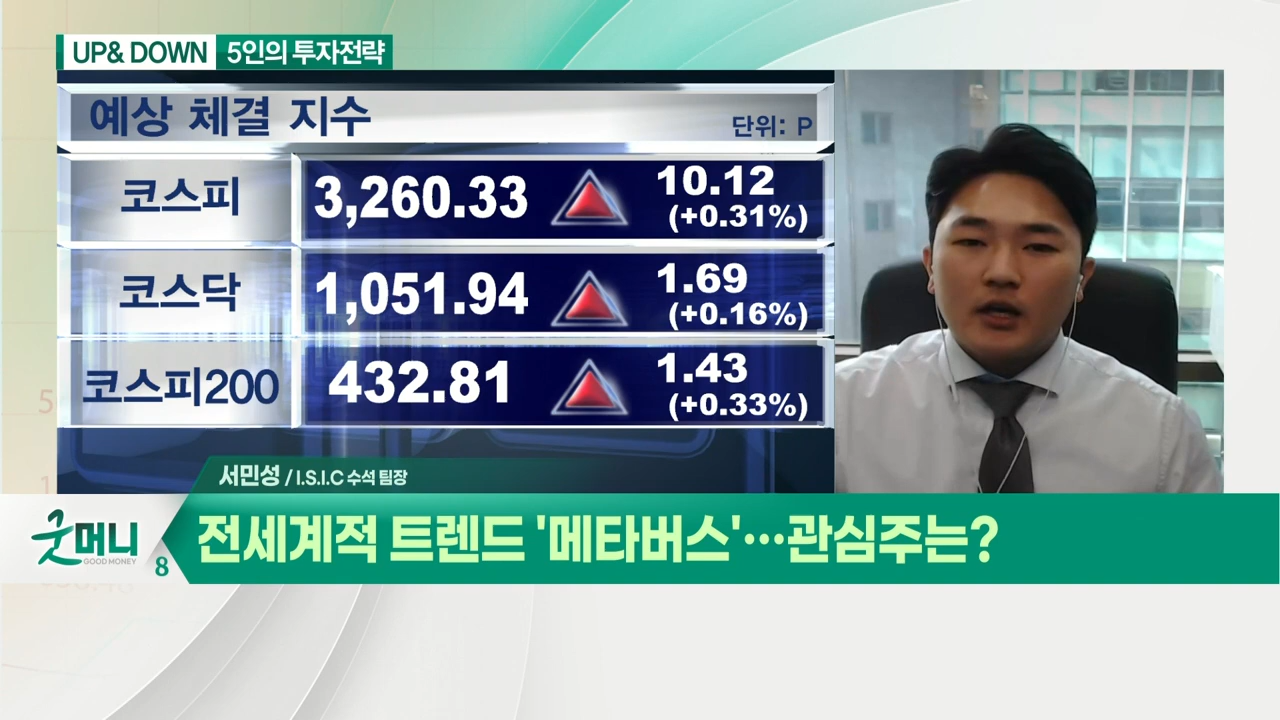 UP& DOWN 5인의 투자전략
예상 체결 지수
단위: P
코스피 3,260.33 10.12 (+0.31%)
코스닥 1,051.94 1.69 (+0.16%)
코스피200 432.81 1.43 (+0.33%)
서민성 / I.S.I.C 수석 팀장
굿머니
GOOD MONEY
8
전세계적 트렌드 '메타버스'…관심주는?